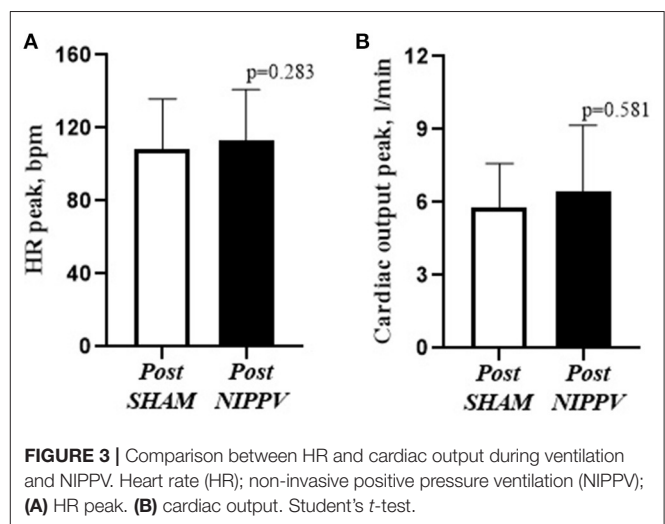 A
160
120
80
40
0
HR peak, bpm
p=0.283
Post
SHAM
Post
NIPPV
B
12
9
6
3
0
Cardiac output peak, l/min
p=0.581
Post
SHAM
Post
NIPPV
FIGURE 3 | Comparison between HR and cardiac output during ventilation
and NIPPV. Heart rate (HR); non-invasive positive pressure ventilation (NIPPV);
(A) HR peak. (B) cardiac output. Student's t-test.